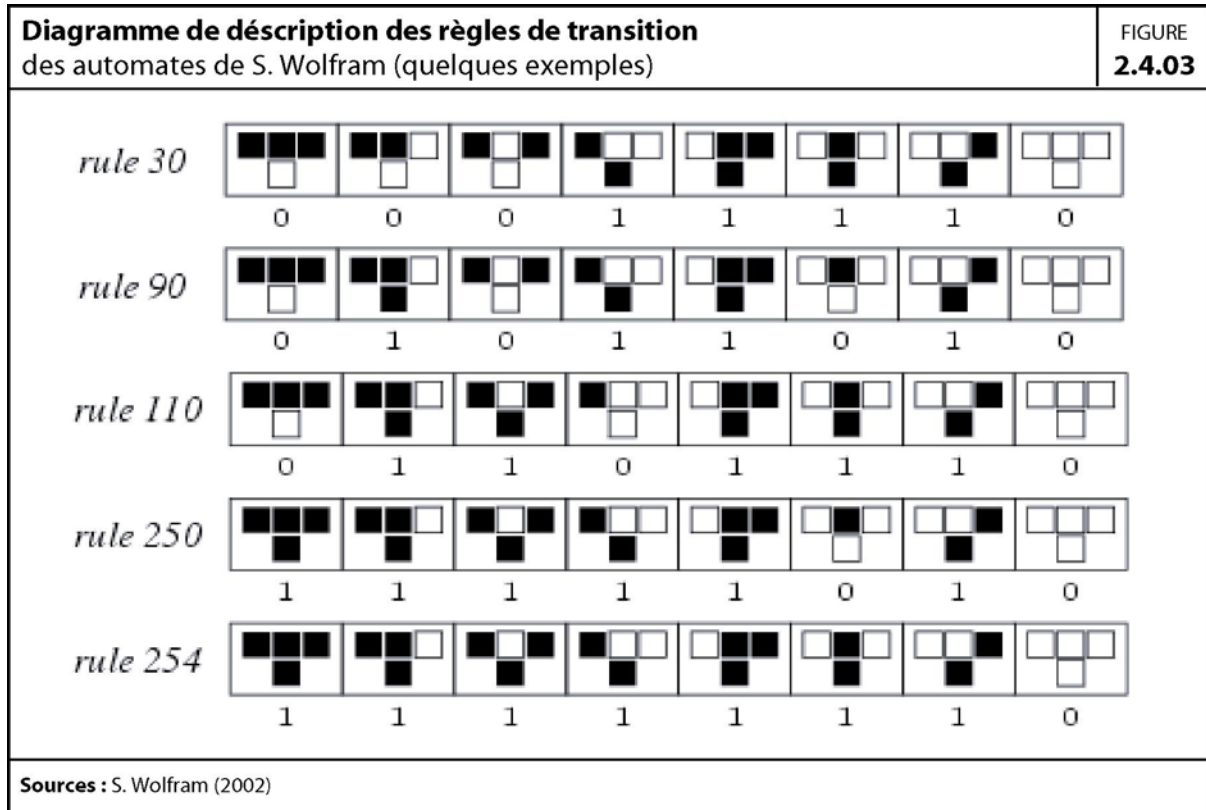 Diagramme de déscription des règles de transition
des automates de S. Wolfram (quelques exemples)
FIGURE
2.4.03
rule 30
0 0 0 1 1 1 1 0
rule 90
0 1 0 1 1 0 1 0
rule 110
0 1 1 0 1 1 1 0
rule 250
1 1 1 1 1 0 1 0
rule 254
1 1 1 1 1 1 1 0
Sources : S. Wolfram (2002)